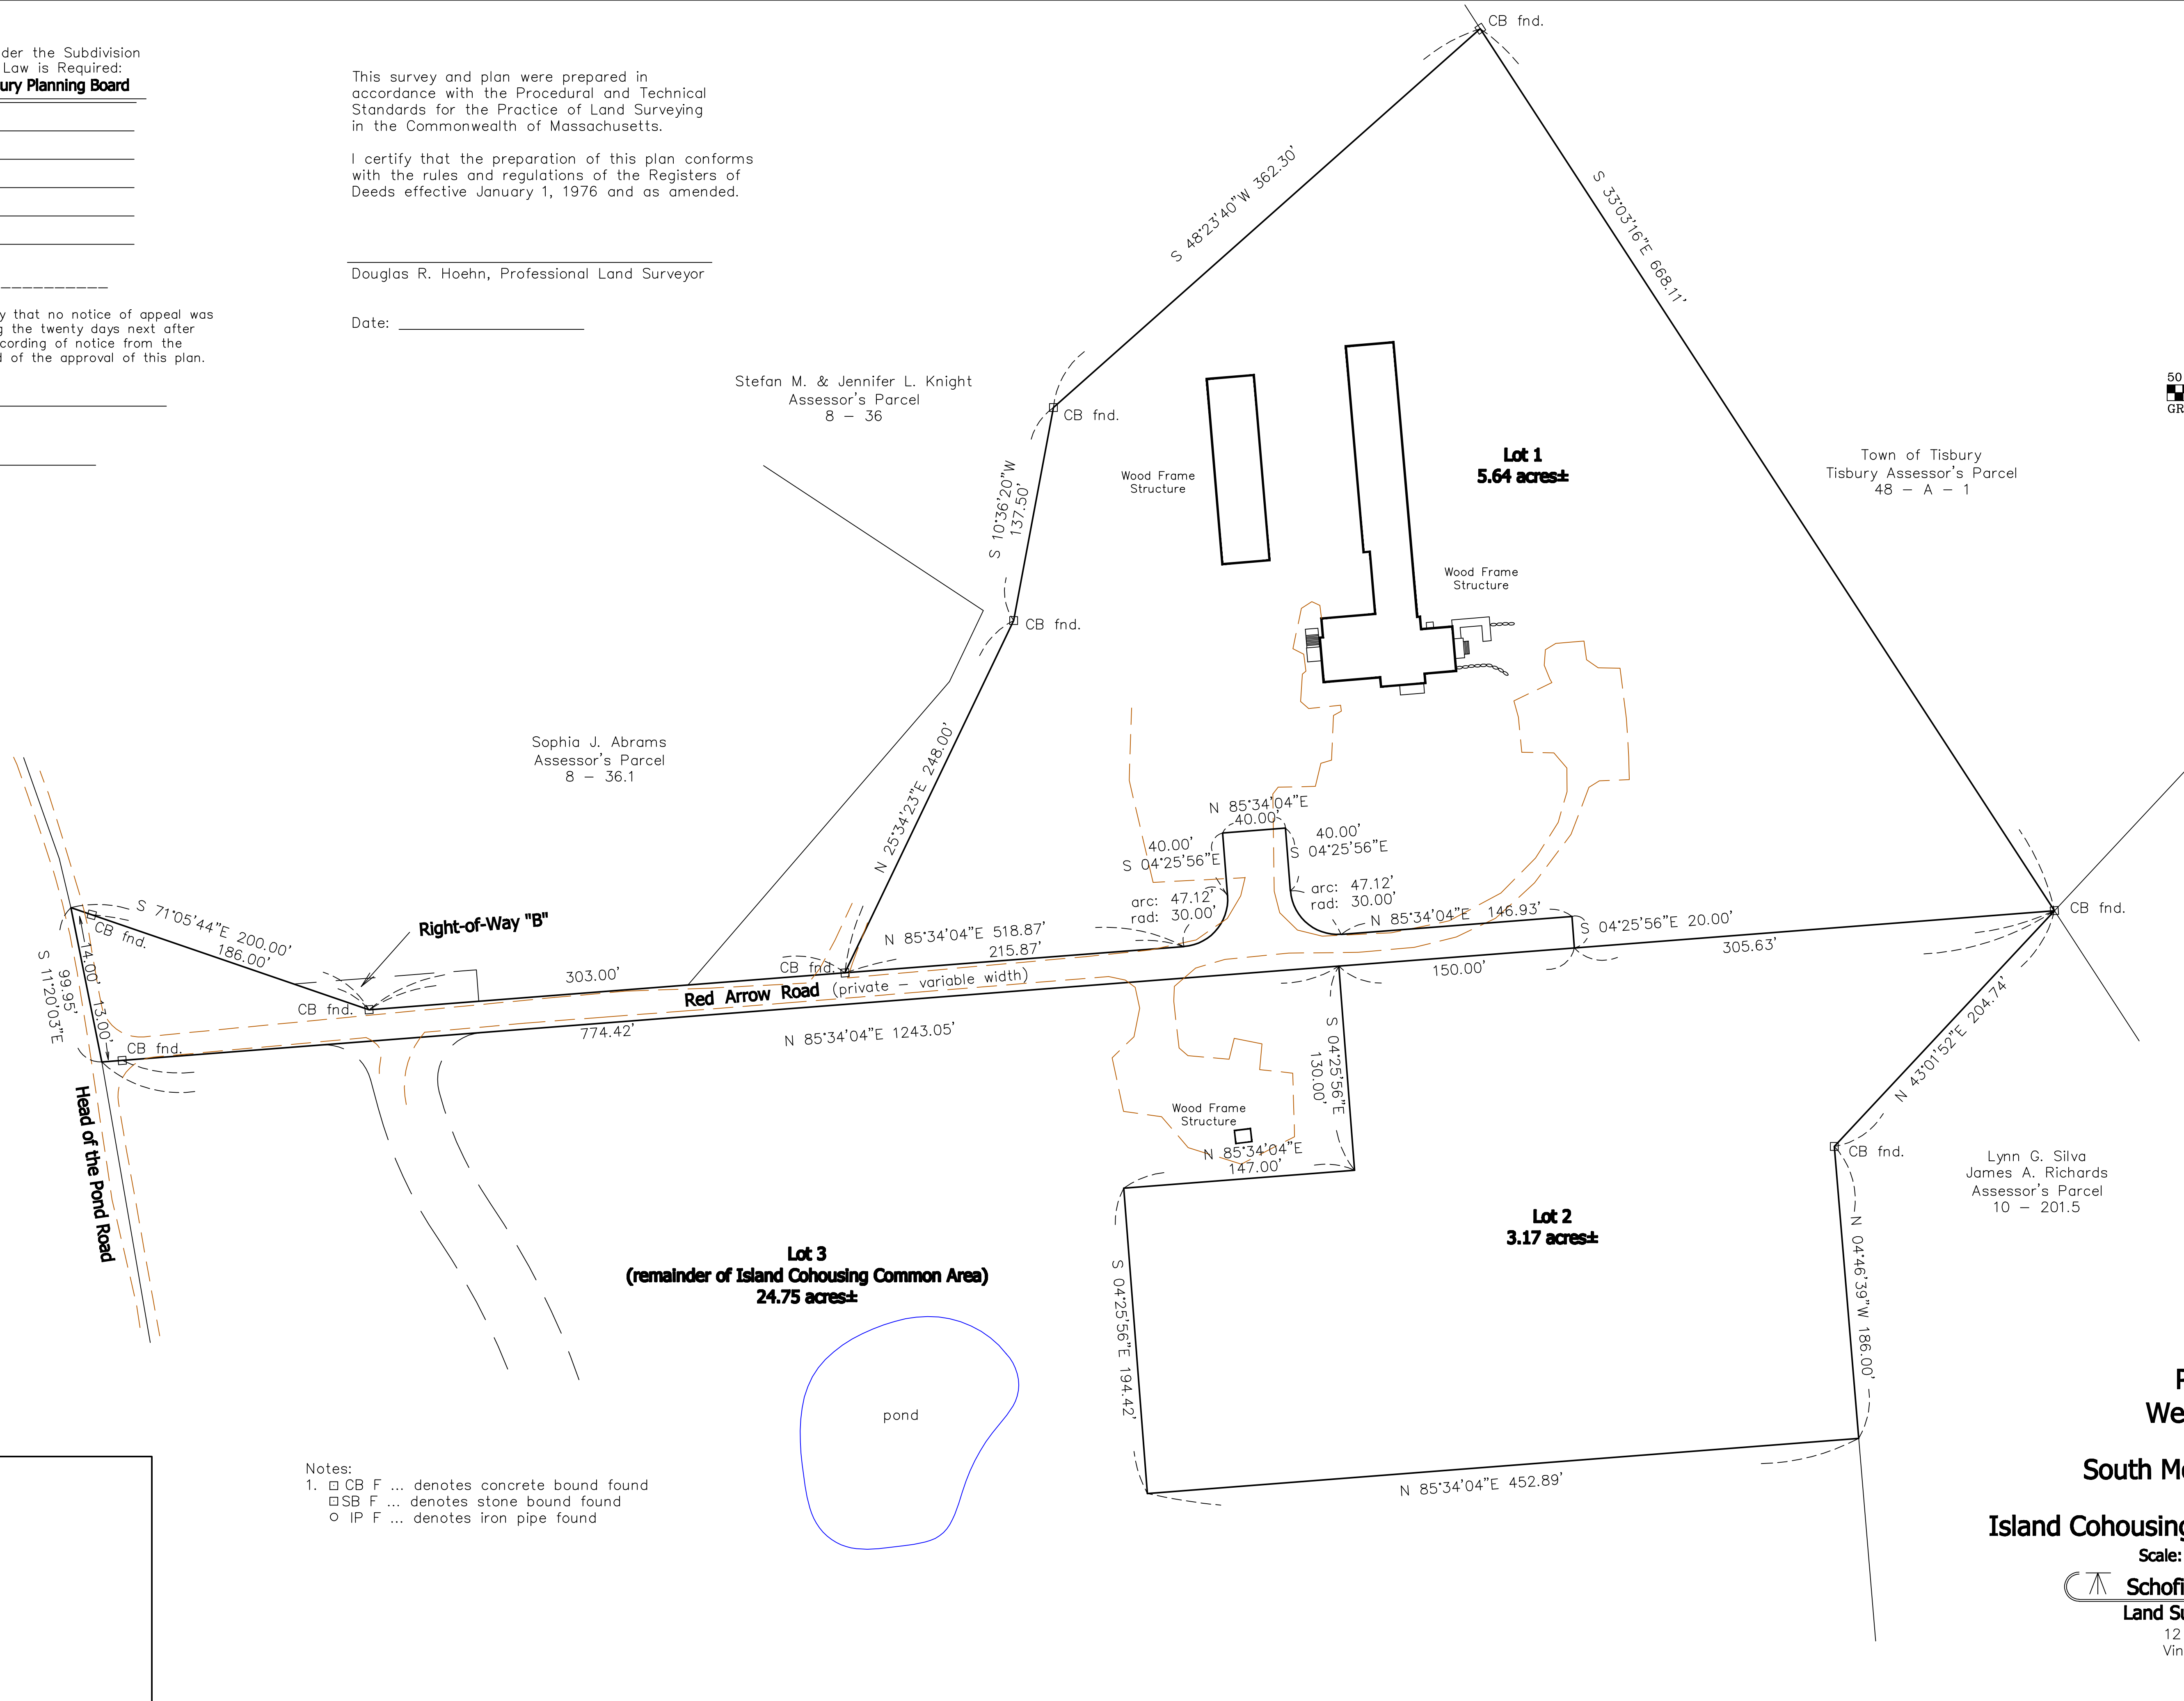 der the Subdivision
Law is Required:
ury Planning Board
y that no notice of appeal was
g the twenty days next after
cording of notice from the
d of the approval of this plan.
This survey and plan were prepared in
accordance with the Procedural and Technical
Standards for the Practice of Land Surveying
in the Commonwealth of Massachusetts.
I certify that the preparation of this plan conforms
with the rules and regulations of the Registers of
Deeds effective January 1, 1976 and as amended.
Douglas R. Hoehn, Professional Land Surveyor
Date:
CB fnd.
S 48°23'40"W 362.30'
S 33°03'16"E 668.11'
50
GR
Stefan M. & Jennifer L. Knight
Assessor's Parcel
8 – 36
CB fnd.
Wood Frame
Structure
Lot 1
5.64 acres±
Town of Tisbury
Tisbury Assessor's Parcel
48 – A – 1
S 10°36'20"W
137.50'
Wood Frame
Structure
CB fnd.
Sophia J. Abrams
Assessor's Parcel
8 – 36.1
N 25°34'23"E 248.00'
N 85°34'04"E
40.00'
40.00'
S 04°25'56"E
40.00'
S 04°25'56"E
arc: 47.12'
rad: 30.00'
arc: 47.12'
rad: 30.00'
S 71°05'44"E 200.00'
186.00'
CB fnd.
14.00'
13.00'
99.95'
S 11°20'03"E
Right-of-Way "B"
N 85°34'04"E 518.87'
215.87'
N 85°34'04"E 146.93'
S 04°25'56"E 20.00'
305.63'
CB fnd.
CB fnd.
303.00'
150.00'
Red Arrow Road (private – variable width)
CB fnd.
774.42'
N 85°34'04"E 1243.05'
CB fnd.
Head of the Pond Road
S 04°25'56"E
130.00'
N 43°01'52"E 204.74'
Wood Frame
Structure
N 85°34'04"E
147.00'
CB fnd.
Lynn G. Silva
James A. Richards
Assessor's Parcel
10 – 201.5
Lot 2
3.17 acres±
N 04°46'39"W 186.00'
Lot 3
(remainder of Island Cohousing Common Area)
24.75 acres±
S 04°25'56"E 194.42'
pond
N 85°34'04"E 452.89'
Notes:
1. CB F ... denotes concrete bound found
SB F ... denotes stone bound found
IP F ... denotes iron pipe found
P
We
South Mo
Island Cohousing
Scale:
Schofi
Land Su
12
Vin